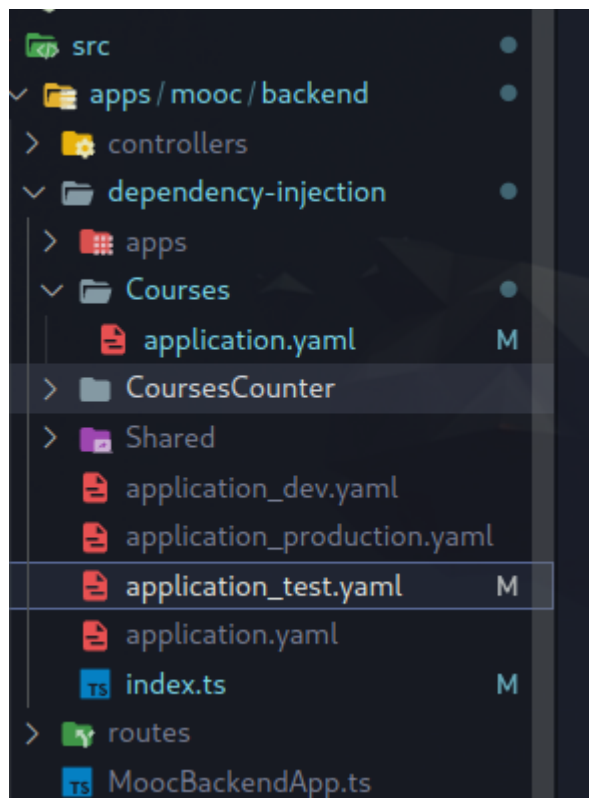 src
apps/mooc/backend
controllers
dependency-injection
apps
Courses
application.yaml M
CoursesCounter
Shared
application_dev.yaml
application_production.yaml
application_test.yaml M
application.yaml
TS index.ts M
routes
TS MoocBackendApp.ts